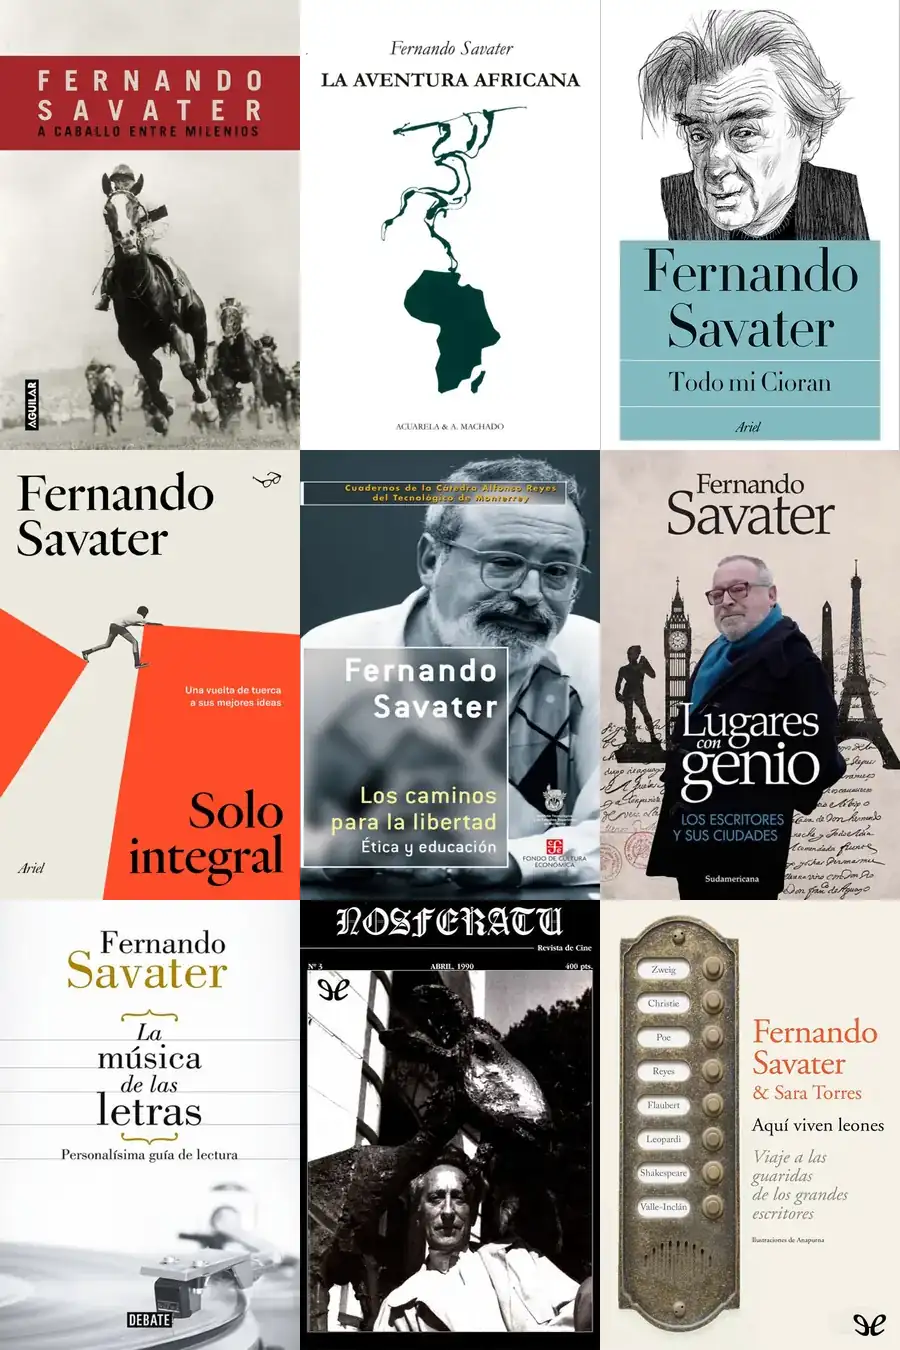 FERNANDO
SAVATER
A CABALLO ENTRE MILENIOS
AGUILAR
Fernando Savater
LA AVENTURA AFRICANA
ACUARELA & A. MACHADO
Fernando
Savater
Todo mi Cioran
Ariel
Fernando
Savater
Una vuelta de tuerca
a sus mejores ideas
Solo
integral
Ariel
Cuadernos de la Cátedra Alfonso Reyes
del Tecnológico de Monterrey
Fernando
Savater
Los caminos
para la libertad
Ética y educación
FONDO DE CULTURA
ECONÓMICA
Fernando
Savater
Lugares
con
genio
LOS ESCRITORES
Y SUS CIUDADES
Sudamericana
Fernando
Savater
La
música
de las
letras
Personalísima guía de lectura
DEBATE
NOSFERATU
Revista de Cine
Nº 3
ABRIL, 1990
400 pts.
Zweig
Christie
Poe
Reyes
Flaubert
Leopardi
Shakespeare
Valle-Inclán
Fernando
Savater
& Sara Torres
Aquí viven leones
Viaje a las
guaridas
de los grandes
escritores
Ilustraciones de Anapurna